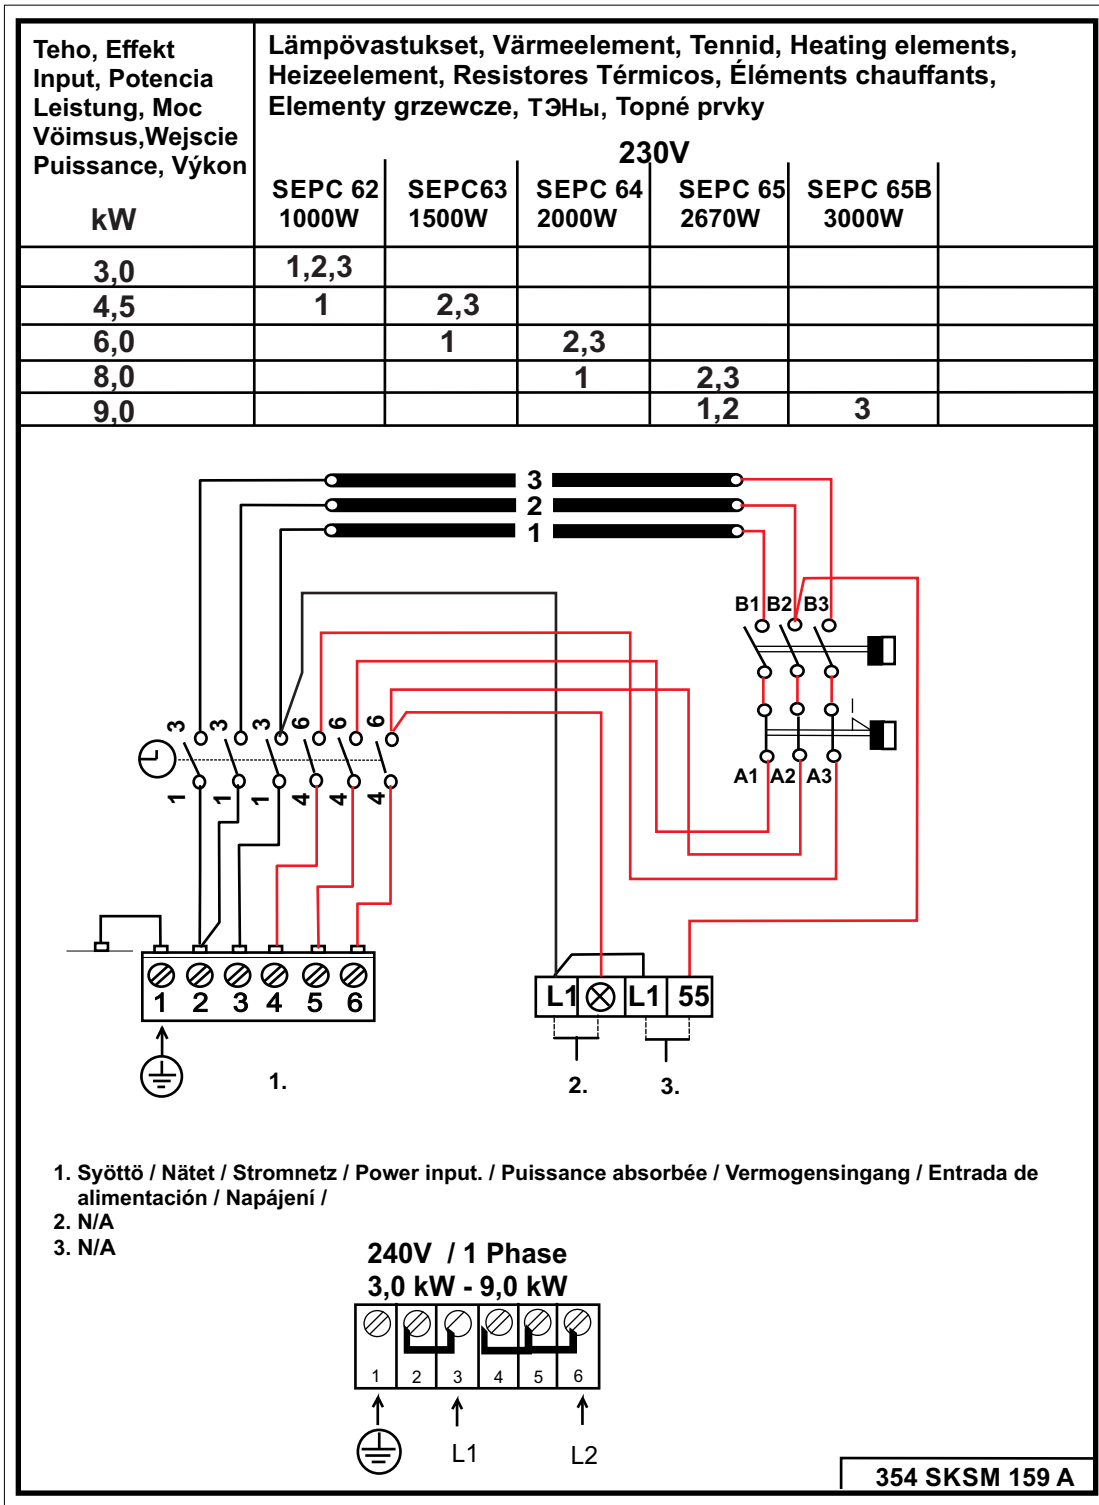 Teho, Effekt
Input, Potencia
Leistung, Moc
Vöimsus,Wejscie
Puissance, Výkon
kW
Lämpövastukset, Värmeelement, Tennid, Heating elements,
Heizeelement, Resistores Térmicos, Éléments chauffants,
Elementy grzewcze, ТЭНы, Topné prvky
230V
SEPC 62 SEPC63 SEPC 64 SEPC 65 SEPC 65B
1000W 1500W 2000W 2670W 3000W
3,0 1,2,3
4,5 1 2,3
6,0 1 2,3
8,0 1 2,3
9,0 1,2 3
3
2
1
B1 B2 B3
3 3 3 6 6 6
1 1 1 4 4 4
A1 A2 A3
1 2 3 4 5 6
L1 L1 55
1.
2. 3.
1. Syöttö / Nätet / Stromnetz / Power input. / Puissance absorbée / Vermogensingang / Entrada de
alimentación / Napájení /
2. N/A
3. N/A
240V / 1 Phase
3,0 kW - 9,0 kW
1 2 3 4 5 6
L1 L2
354 SKSM 159 A